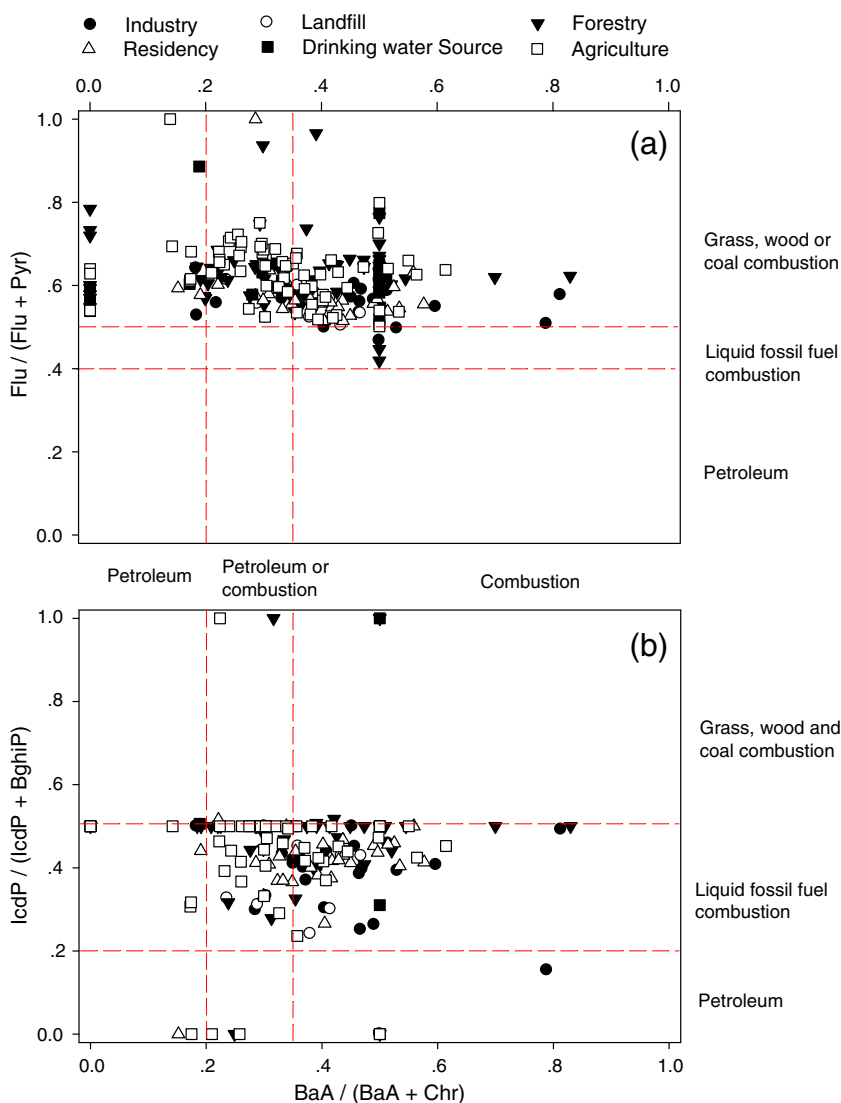 Industry Landfill Forestry
Residency Drinking water Source Agriculture
0.0 .2 .4 .6 .8 1.0
(a)
1.0
.8
.6
.4
.2
0.0
Flu / (Flu + Pyr)
Grass, wood or
coal combustion
Liquid fossil fuel
combustion
Petroleum
Petroleum
Petroleum or
combustion
Combustion
(b)
1.0
.8
.6
.4
.2
0.0
IcdP / (IcdP + BghiP)
Grass, wood and
coal combustion
Liquid fossil fuel
combustion
Petroleum
0.0 .2 .4 .6 .8 1.0
BaA / (BaA + Chr)